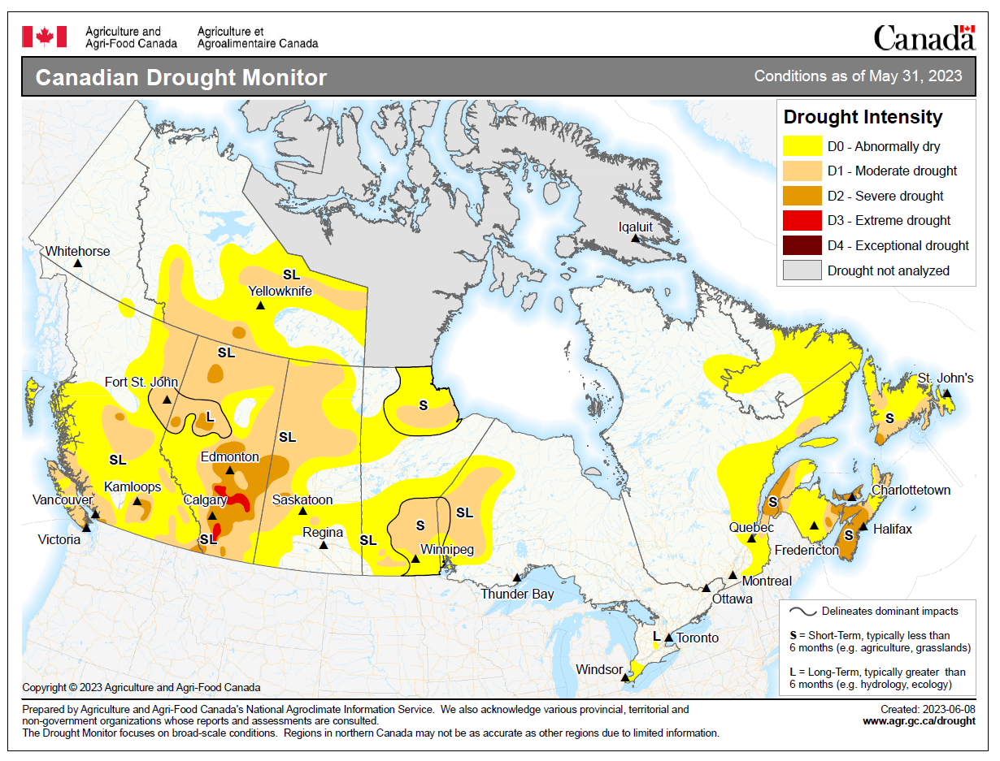 Agriculture and
Agri-Food Canada
Agriculture et
Agroalimentaire Canada
Canada
Canadian Drought Monitor
Conditions as of May 31, 2023
Drought Intensity
D0 - Abnormally dry
D1 - Moderate drought
D2 - Severe drought
D3 - Extreme drought
D4 - Exceptional drought
Drought not analyzed
Iqaluit
Whitehorse
SL
Yellowknife
SL
Fort St. John
St. John's
S
L
S
SL
SL
Edmonton
Kamloops
Vancouver
Calgary
Saskatoon
Charlottetown
S
SL
S
Quebec
Halifax
Regina
S
Victoria
SL
SL
Winnipeg
Fredericton
Montreal
Thunder Bay
Ottawa
L
Toronto
Windsor
Delineates dominant impacts
S = Short-Term, typically less than
6 months (e.g. agriculture, grasslands)
L = Long-Term, typically greater than
6 months (e.g. hydrology, ecology)
Copyright © 2023 Agriculture and Agri-Food Canada
Prepared by Agriculture and Agri-Food Canada's National Agroclimate Information Service. We also acknowledge various provincial, territorial and
non-government organizations whose reports and assessments are consulted.
The Drought Monitor focuses on broad-scale conditions. Regions in northern Canada may not be as accurate as other regions due to limited information.
Created: 2023-06-08
www.agr.gc.ca/drought